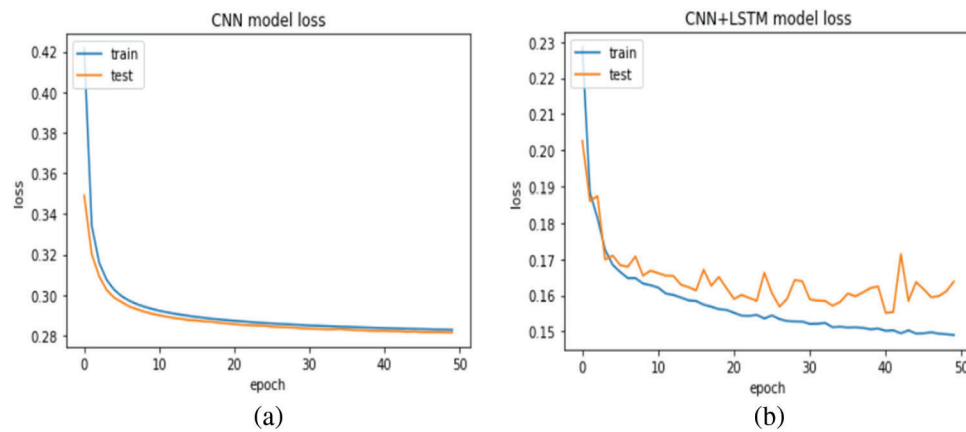 CNN model loss
train
test
loss
0.42
0.40
0.38
0.36
0.34
0.32
0.30
0.28
0 10 20 30 40 50
epoch
(a)
CNN+LSTM model loss
train
test
loss
0.23
0.22
0.21
0.20
0.19
0.18
0.17
0.16
0.15
0 10 20 30 40 50
epoch
(b)